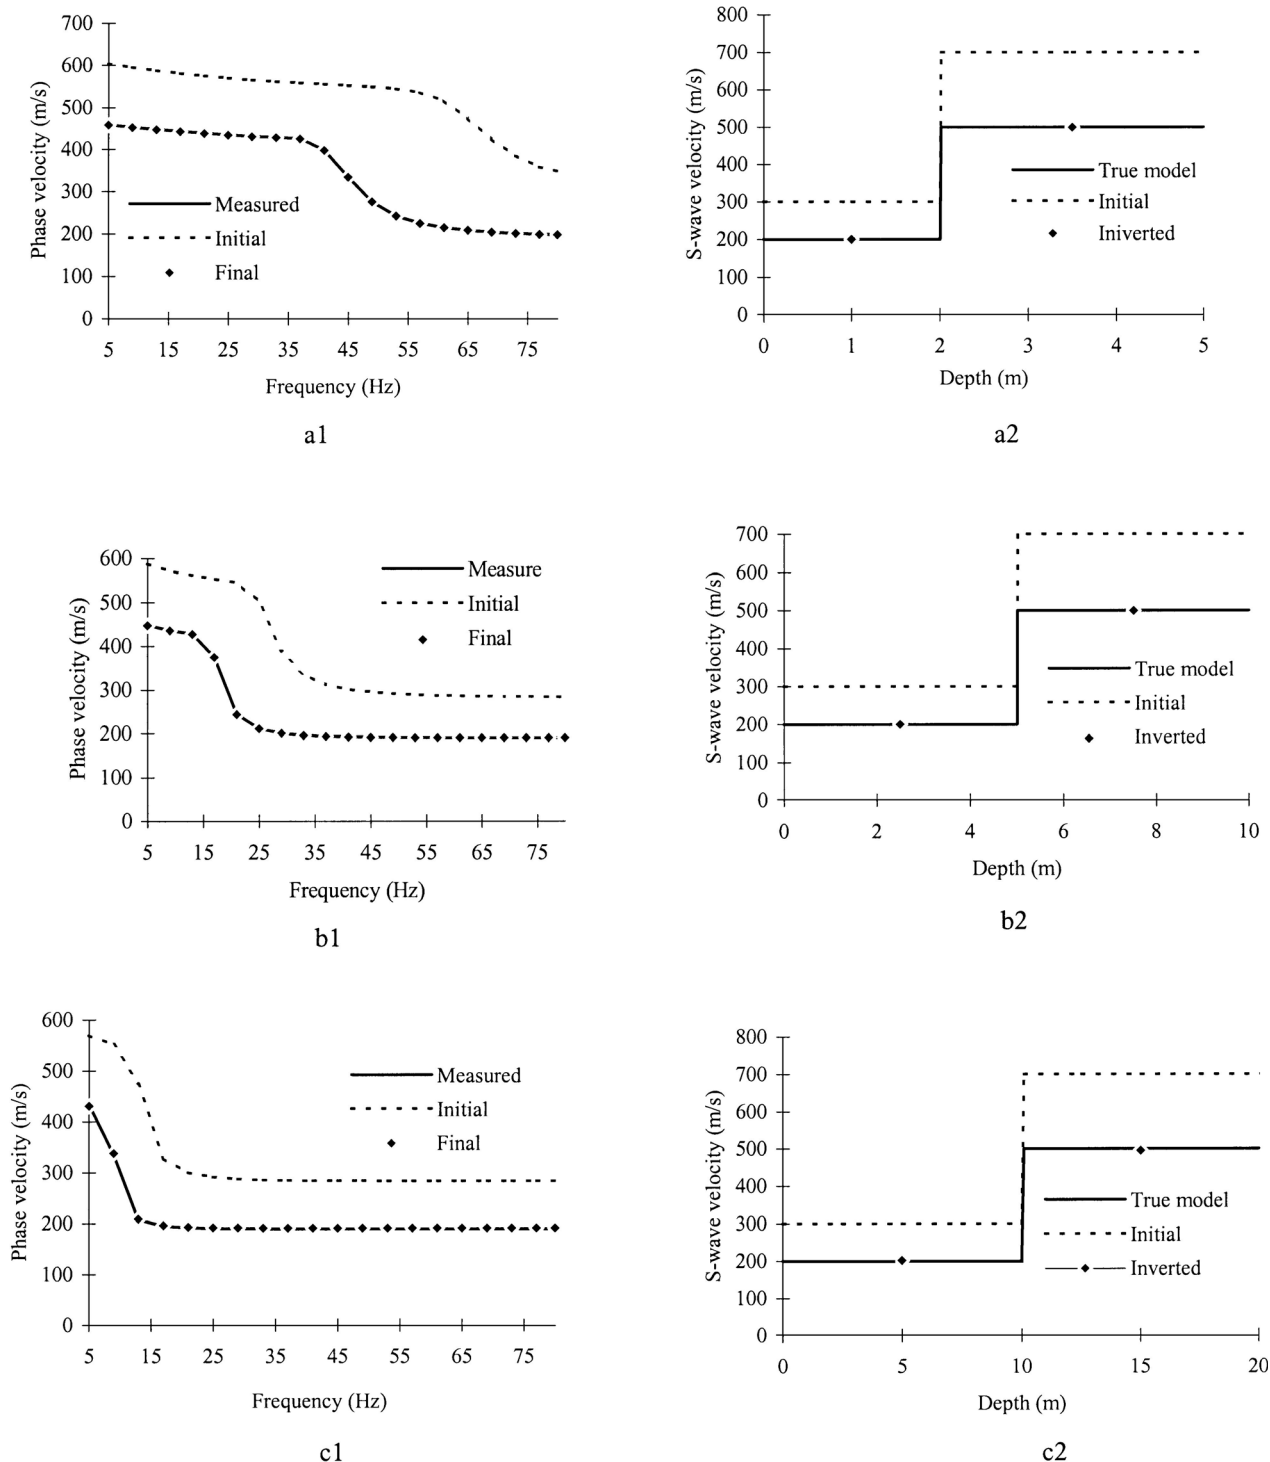 700
600
500
400
300
200
100
0
Phase velocity (m/s)
Measured
Initial
Final
5 15 25 35 45 55 65 75
Frequency (Hz)
a1
800
700
600
500
400
300
200
100
0
S-wave velocity (m/s)
True model
Initial
Iniverted
0 1 2 3 4 5
Depth (m)
a2
600
500
400
300
200
100
0
Phase velocity (m/s)
Measure
Initial
Final
5 15 25 35 45 55 65 75
Frequency (Hz)
b1
700
600
500
400
300
200
100
0
S-wave velocity (m/s)
True model
Initial
Inverted
0 2 4 6 8 10
Depth (m)
b2
600
500
400
300
200
100
0
Phase velocity (m/s)
Measured
Initial
Final
5 15 25 35 45 55 65 75
Frequency (Hz)
c1
800
700
600
500
400
300
200
100
0
S-wave velocity (m/s)
True model
Initial
Inverted
0 5 10 15 20
Depth (m)
c2